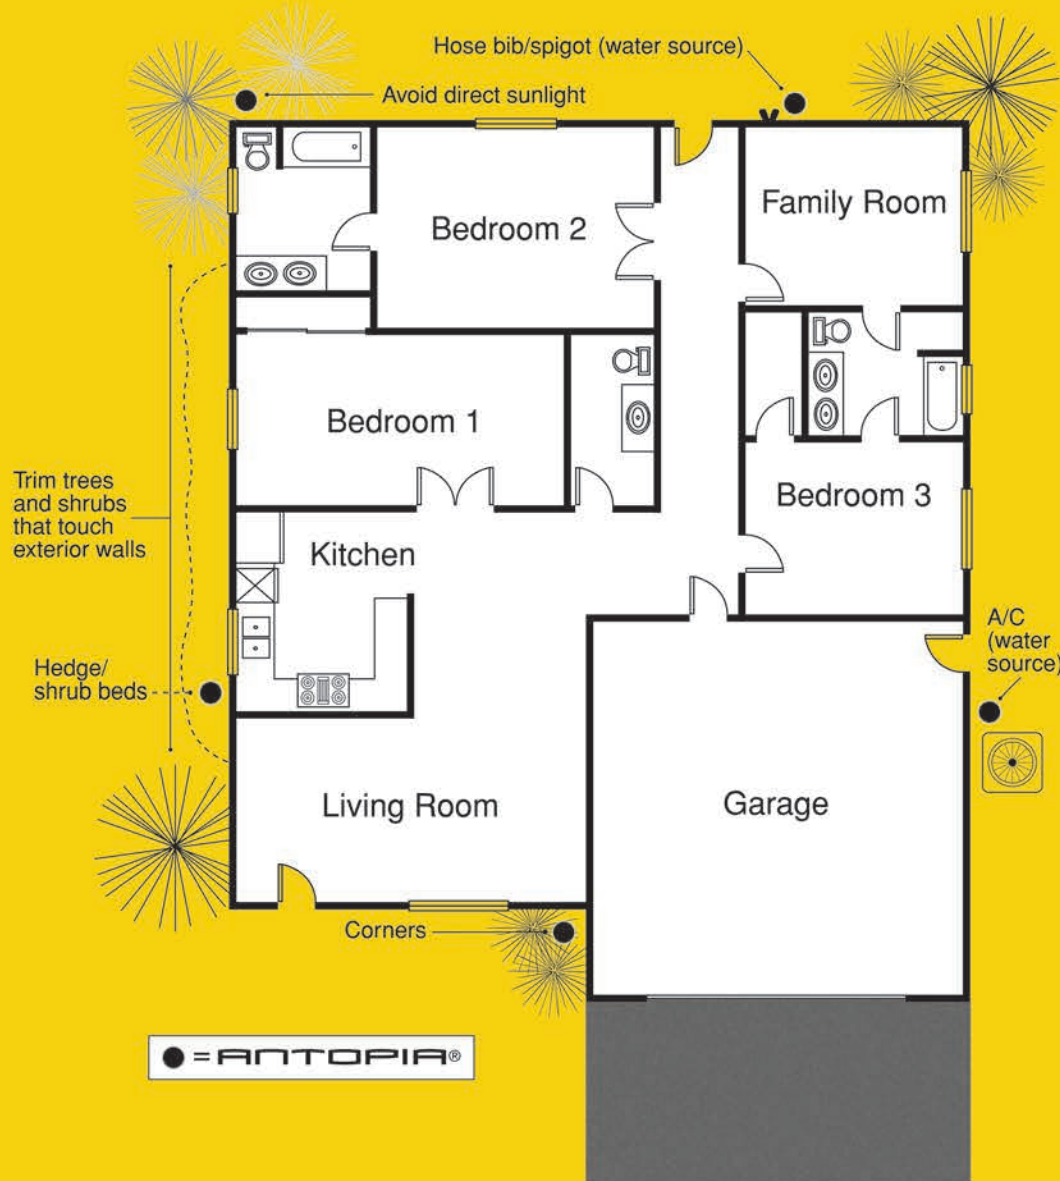 Hose bib/spigot (water source)
Avoid direct sunlight
Family Room
Bedroom 2
Bedroom 1
Trim trees
and shrubs
that touch
exterior walls
Bedroom 3
Kitchen
A/C
(water
source)
Hedge/
shrub beds
Living Room
Garage
Corners
= ANTOPIA®